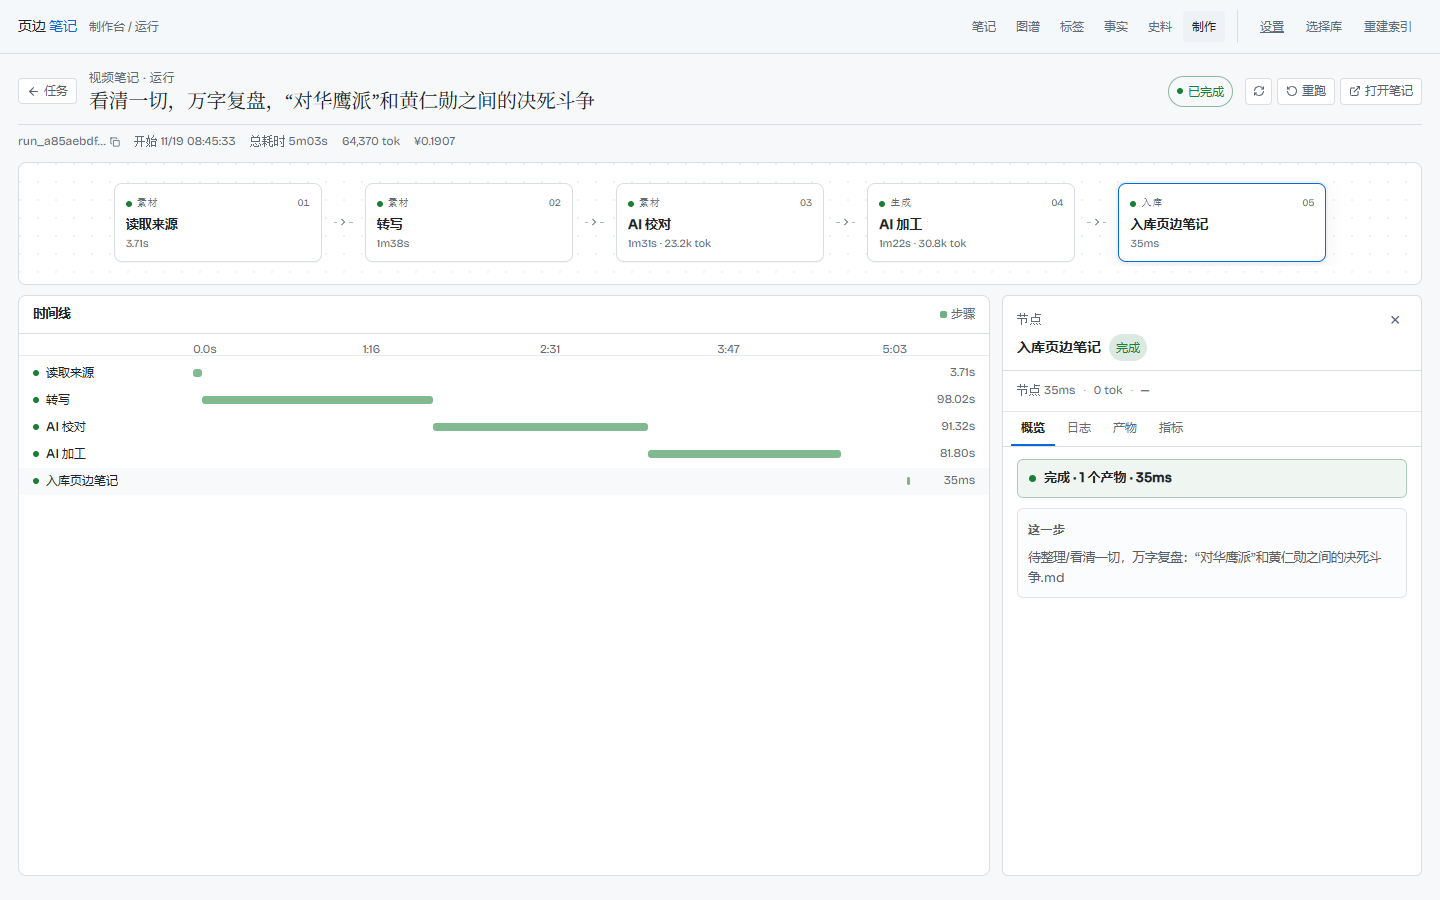 页边 笔记 制作台 / 运行 笔记 图谱 标签 事实 史料 制作 设置 选择库 重建索引
← 任务
视频笔记 · 运行
看清一切，万字复盘，“对华鹰派”和黄仁勋之间的决死斗争
已完成 重跑 打开笔记
run_a85aebdf... 开始 11/19 08:45:33 总耗时 5m03s 64,370 tok ¥0.1907
素材 01
读取来源
3.71s
素材 02
转写
1m38s
素材 03
AI 校对
1m31s · 23.2k tok
生成 04
AI 加工
1m22s · 30.8k tok
入库 05
入库页边笔记
35ms
时间线 步骤
0.0s 1:16 2:31 3:47 5:03
读取来源 3.71s
转写 98.02s
AI 校对 91.32s
AI 加工 81.80s
入库页边笔记 35ms
节点
入库页边笔记 完成
节点 35ms · 0 tok · —
概览 日志 产物 指标
完成 · 1 个产物 · 35ms
这一步
待整理/看清一切，万字复盘：“对华鹰派”和黄仁勋之间的决死斗
争.md